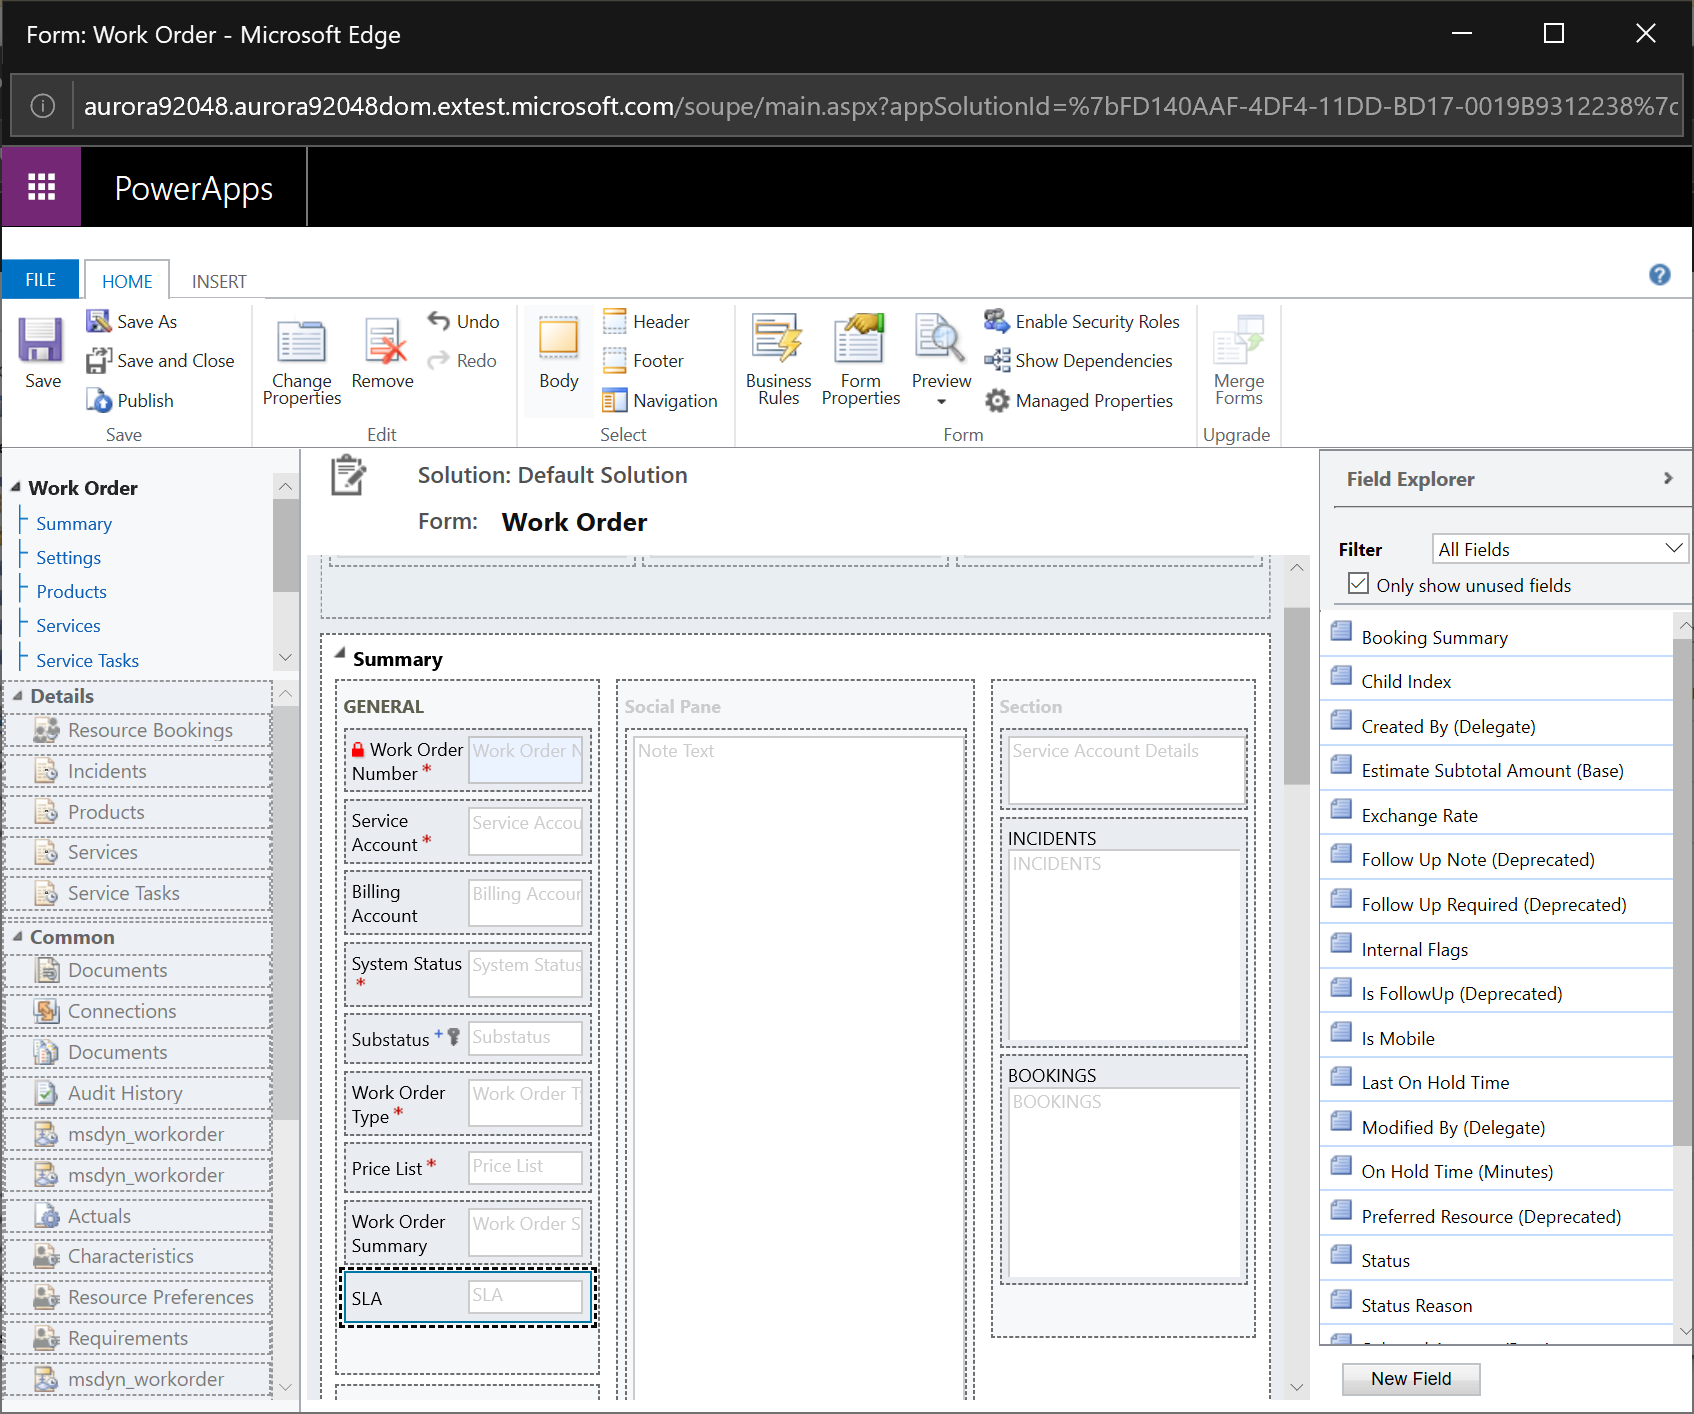 Form: Work Order - Microsoft Edge
aurora92048.aurora92048dom.extest.microsoft.com/soupe/main.aspx?appSolutionId=%7bFD140AAF-4DF4-11DD-BD17-0019B9312238%7
PowerApps
FILE
HOME
INSERT
Save
Save As
Save and Close
Publish
Save
Change
Properties
Remove
Undo
Redo
Edit
Body
Header
Footer
Navigation
Select
Business
Rules
Form
Properties
Preview
Enable Security Roles
Show Dependencies
Managed Properties
Form
Merge
Forms
Upgrade
Work Order
Summary
Settings
Products
Services
Service Tasks
Details
Resource Bookings
Incidents
Products
Services
Service Tasks
Common
Documents
Connections
Documents
Audit History
msdyn_workorder
msdyn_workorder
Actuals
Characteristics
Resource Preferences
Requirements
msdyn_workorder
Solution: Default Solution
Form: Work Order
Summary
GENERAL
Work Order
Number *
Work Order N
Service
Account *
Service Accou
Billing
Account
Billing Accour
System Status
*
System Status
Substatus +
Substatus
Work Order
Type *
Work Order T
Price List *
Price List
Work Order
Summary
Work Order S
SLA
SLA
Social Pane
Note Text
Section
Service Account Details
INCIDENTS
INCIDENTS
BOOKINGS
BOOKINGS
Field Explorer
Filter
All Fields
Only show unused fields
Booking Summary
Child Index
Created By (Delegate)
Estimate Subtotal Amount (Base)
Exchange Rate
Follow Up Note (Deprecated)
Follow Up Required (Deprecated)
Internal Flags
Is FollowUp (Deprecated)
Is Mobile
Last On Hold Time
Modified By (Delegate)
On Hold Time (Minutes)
Preferred Resource (Deprecated)
Status
Status Reason
New Field